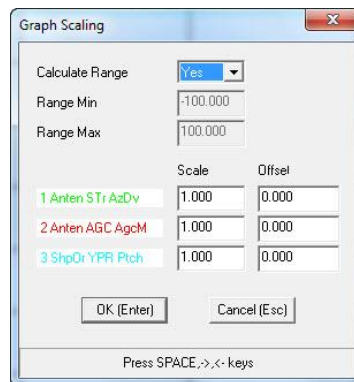 Graph Scaling
Calculate Range Yes
Range Min -100.000
Range Max 100.000
Scale Offset
1 Anten STr AzDv 1.000 0.000
2 Anten AGC AgcM 1.000 0.000
3 ShpOr YPR Ptch 1.000 0.000
OK (Enter) Cancel (Esc)
Press SPACE,->,<- keys